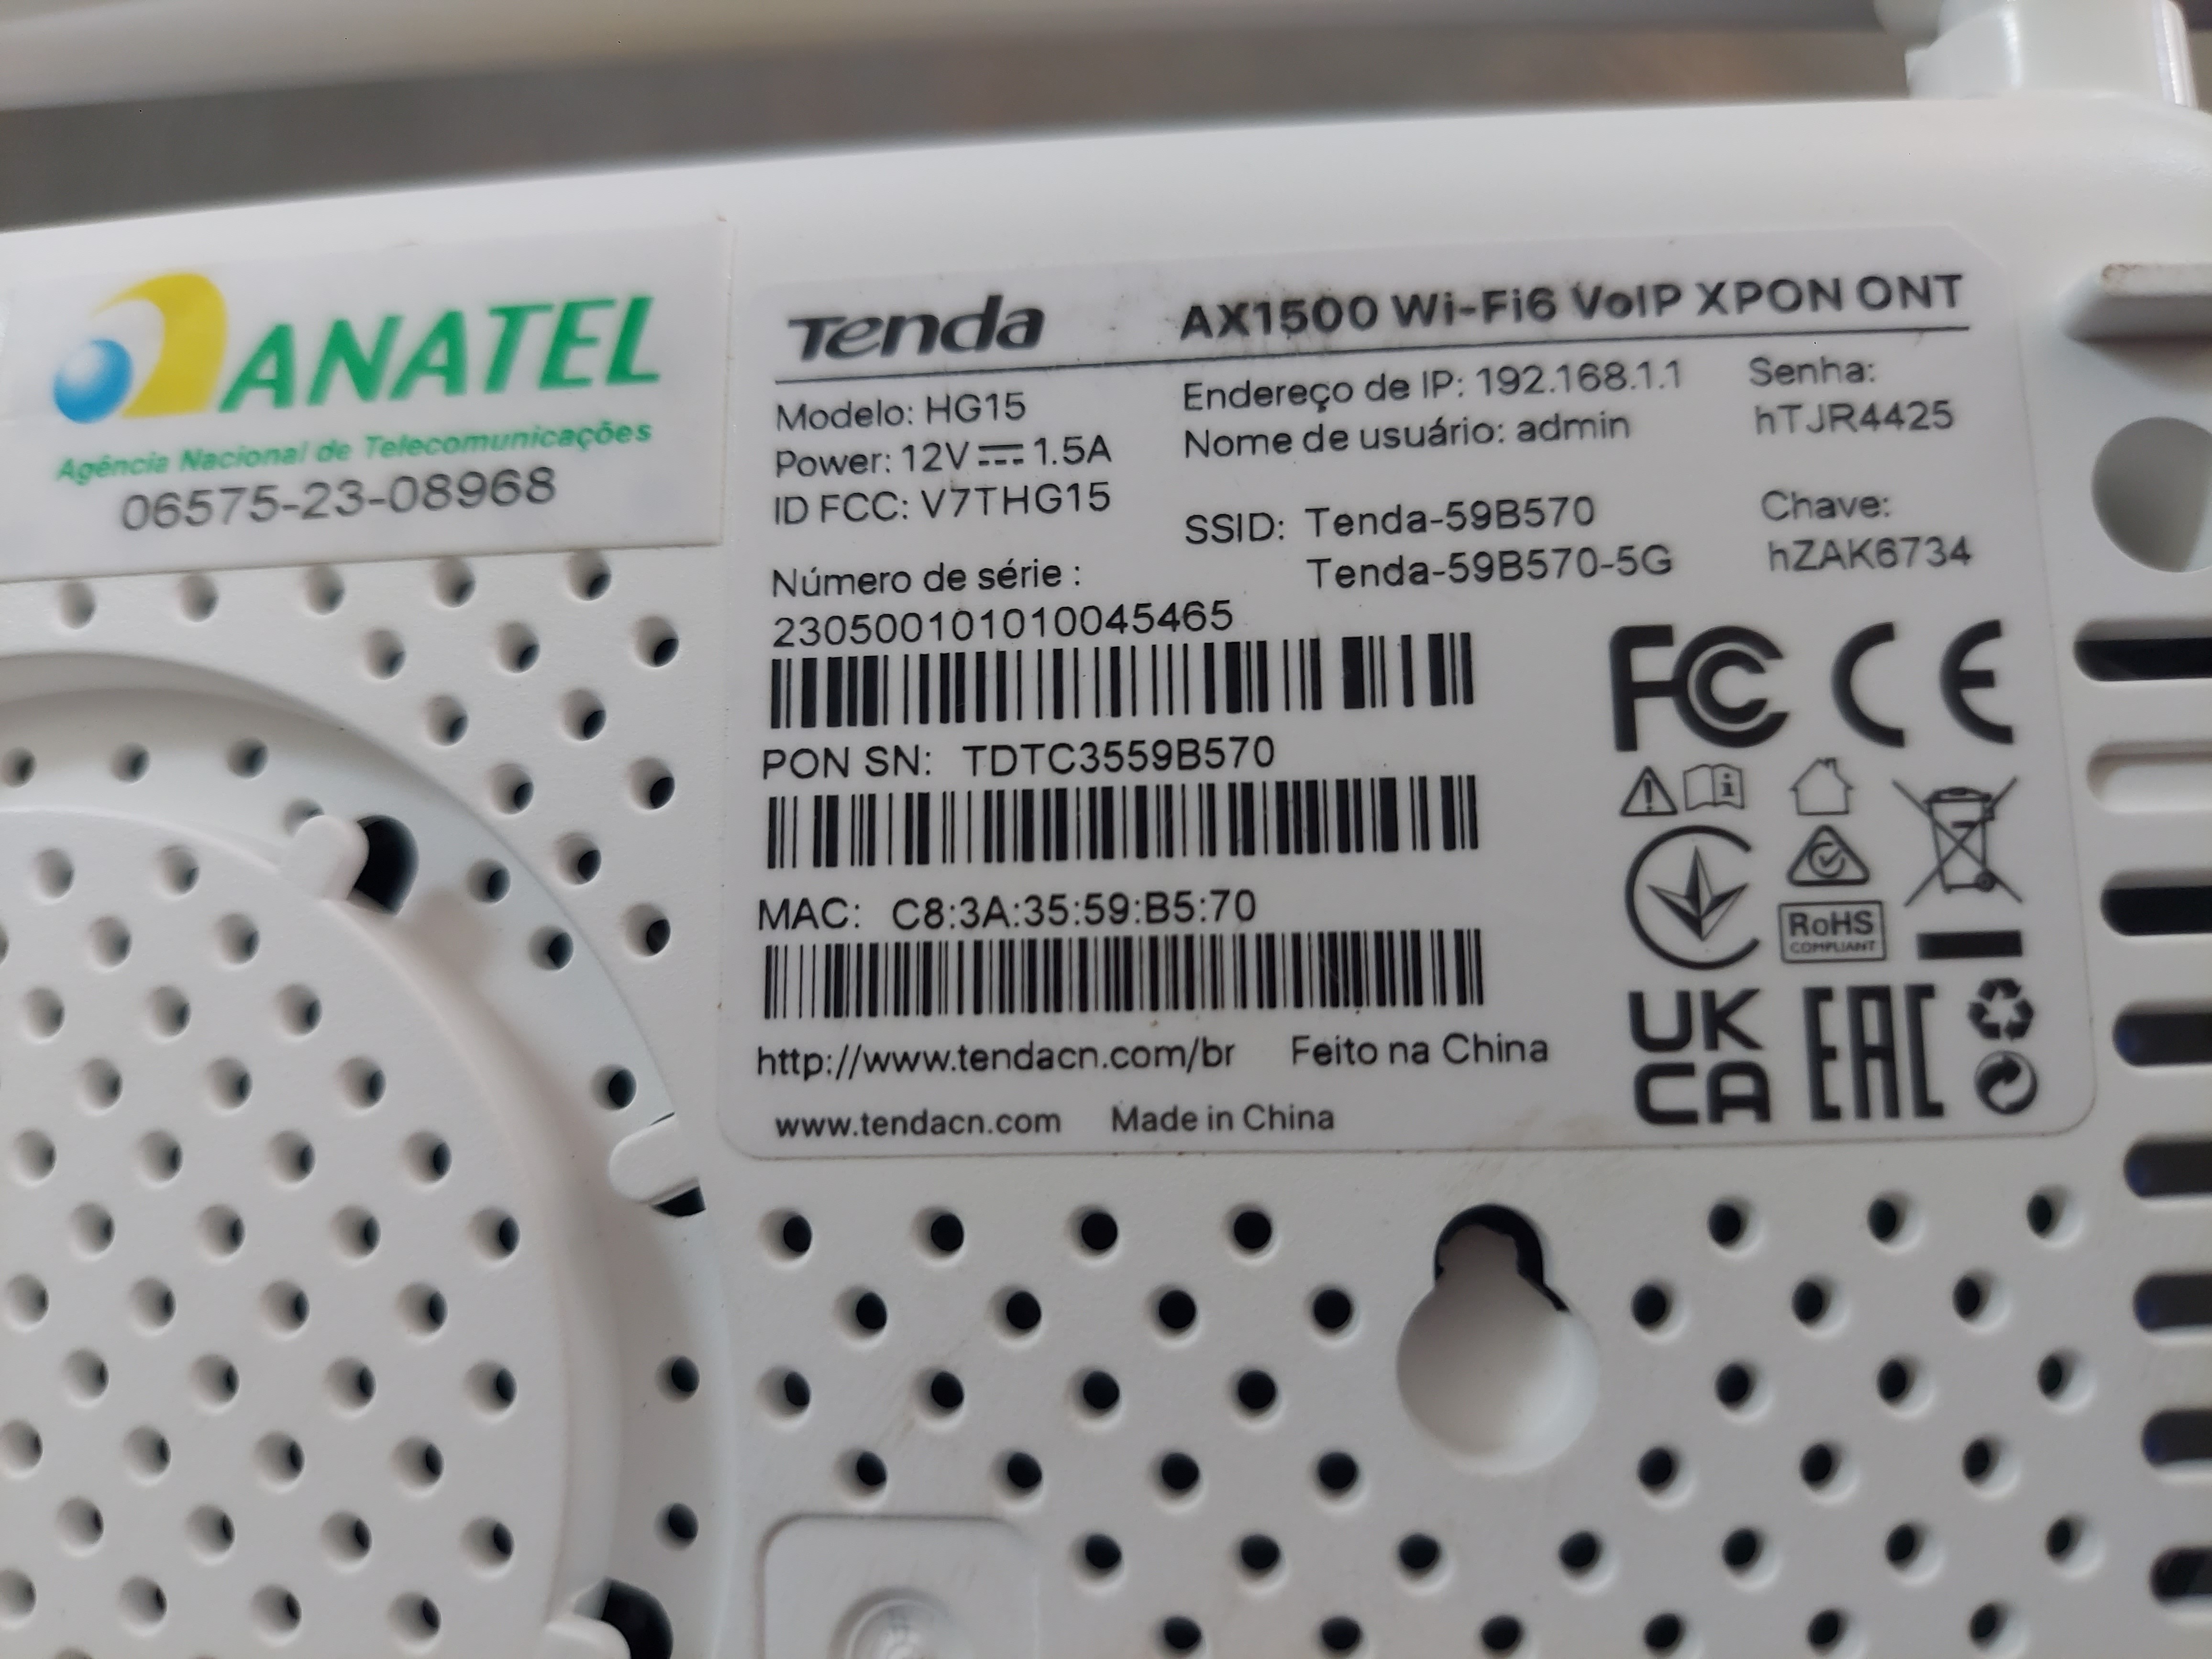 ANATEL
Agência Nacional de Telecomunicações
06575-23-08968
Tenda AX1500 Wi-Fi6 VoIP XPON ONT
Modelo: HG15
Power: 12V 1.5A
ID FCC: V7THG15
Endereço de IP: 192.168.1.1
Nome de usuário: admin
Senha:
hTJR4425
SSID: Tenda-59B570
Tenda-59B570-5G
Chave:
hZAK6734
Número de série :
230500101010045465
PON SN: TDTC3559B570
MAC: C8:3A:35:59:B5:70
http://www.tendacn.com/br Feito na China
www.tendacn.com Made in China
FC CE
RoHS
COMPLIANT
UK
CA
EAC